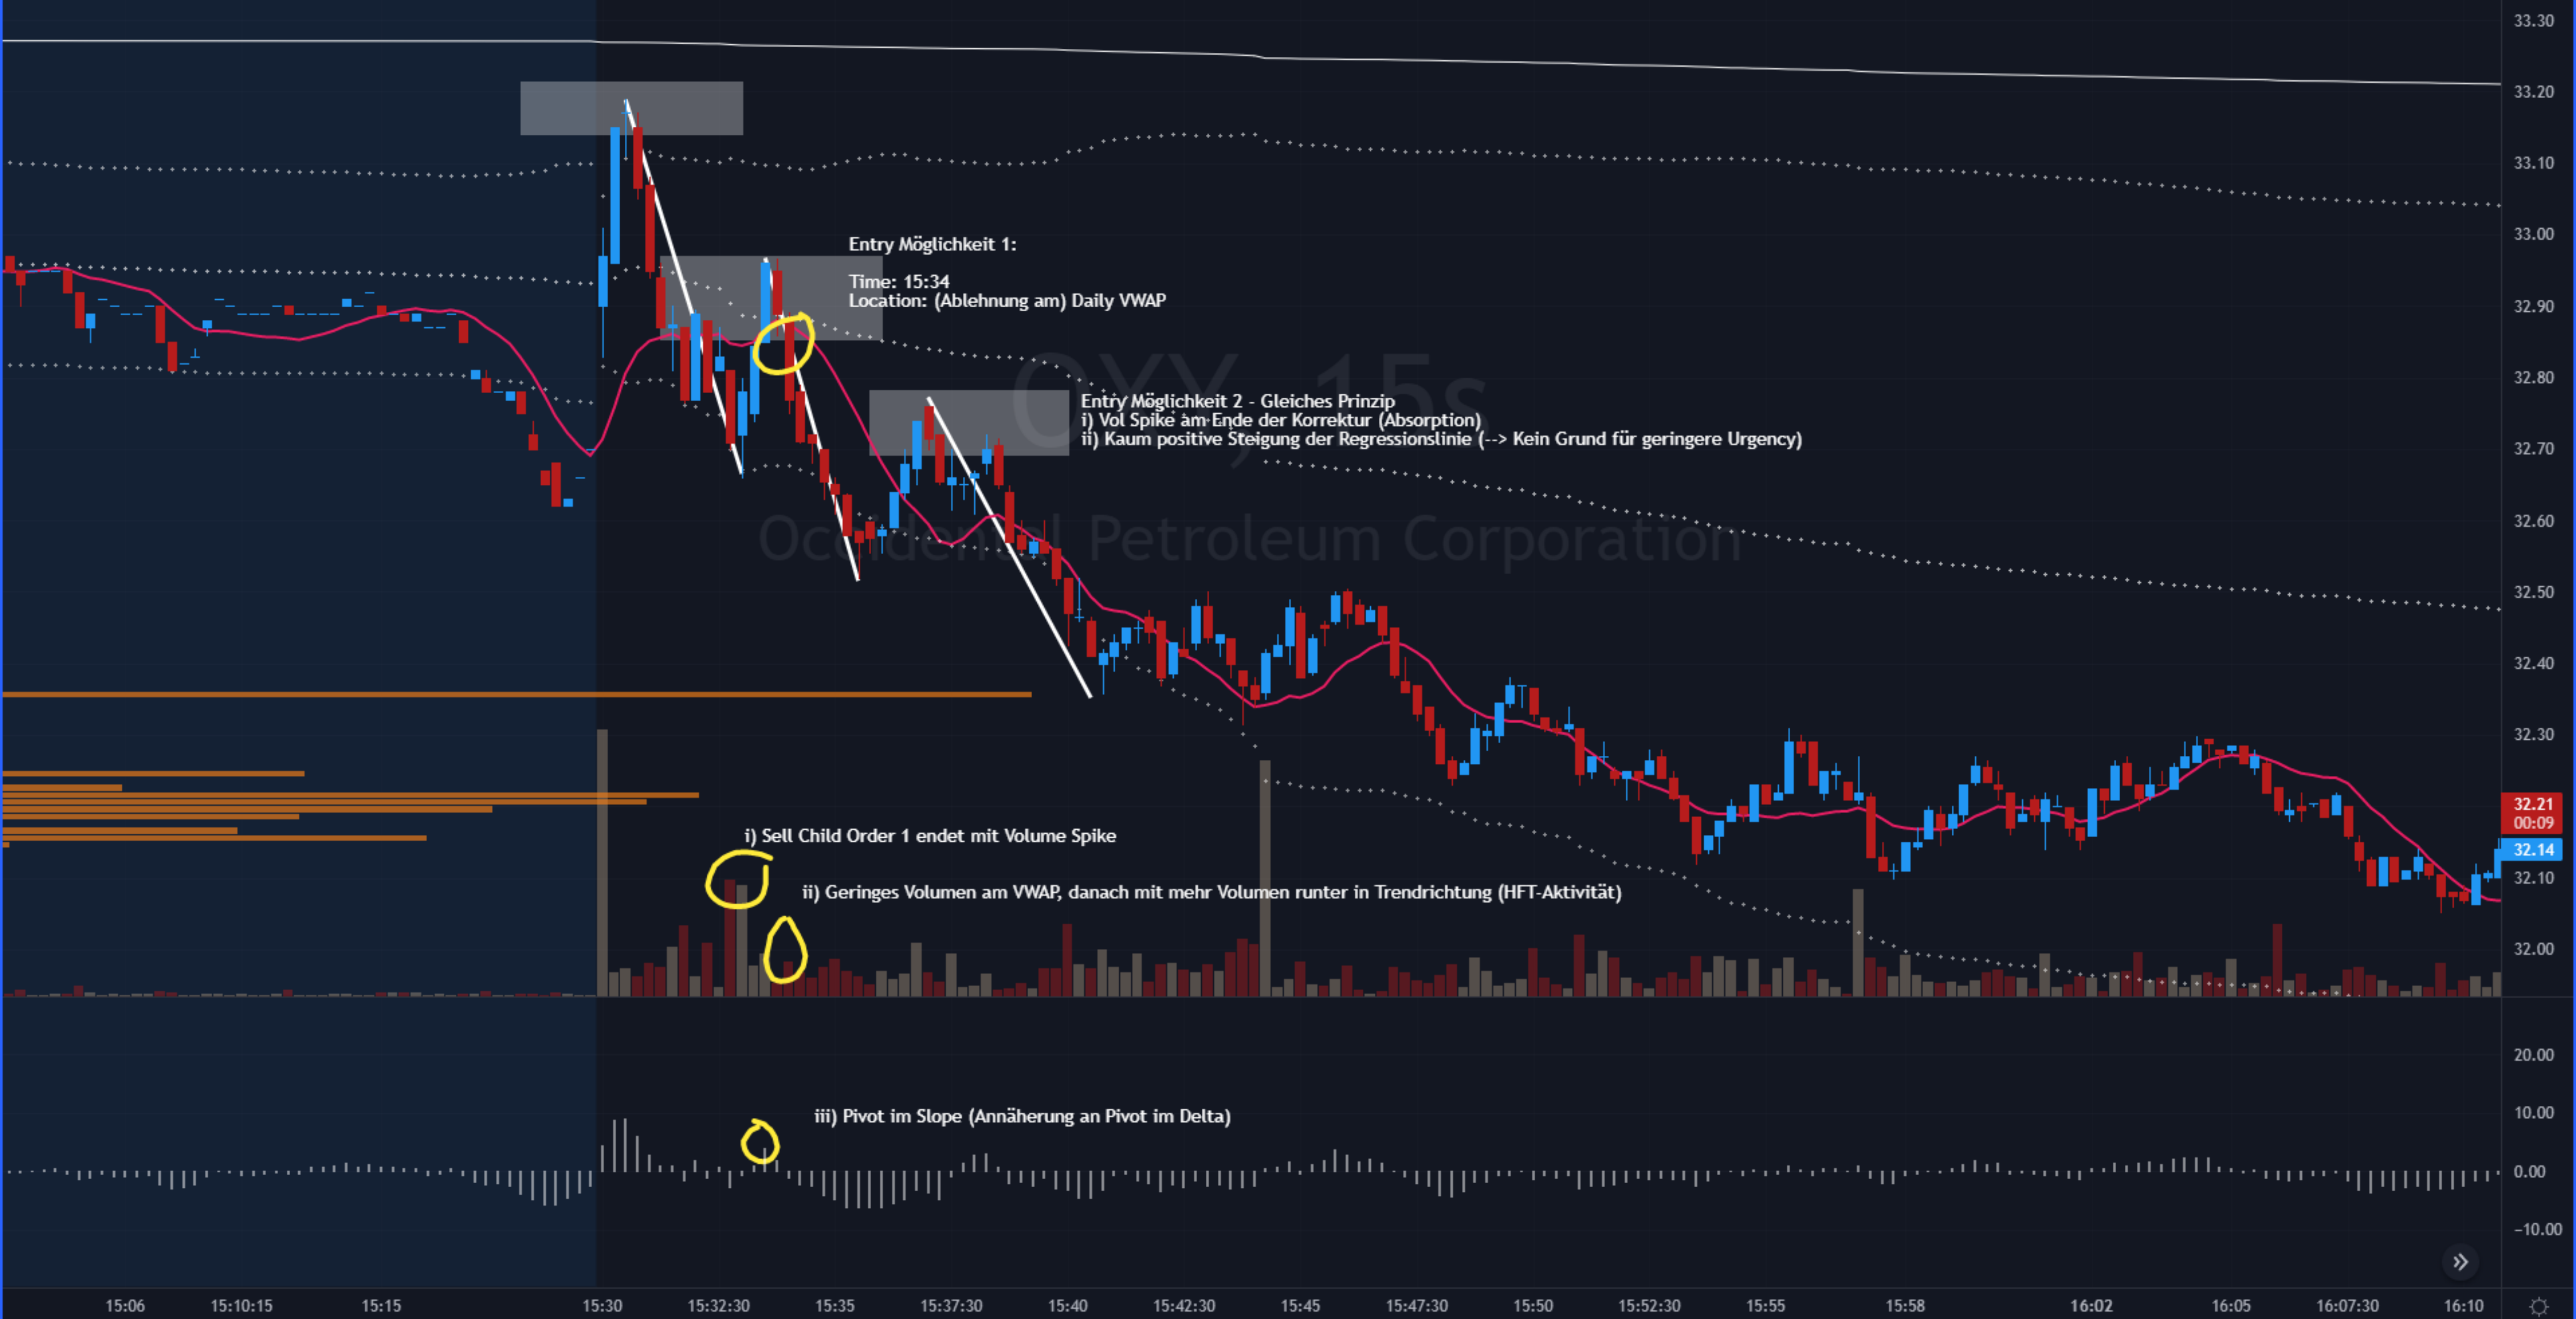 33.30
33.20
33.10
Entry Möglichkeit 1:
33.00
Time: 15:34
Location: (Ablehnung am) Daily VWAP
32.90
OXY, 15s
32.80
Entry Möglichkeit 2 - Gleiches Prinzip
i) Vol Spike am Ende der Korrektur (Absorption)
ii) Kaum positive Steigung der Regressionslinie (--> Kein Grund für geringere Urgency)
32.70
Occidental Petroleum Corporation
32.60
32.50
32.40
32.30
32.21
00:09
i) Sell Child Order 1 endet mit Volume Spike
32.14
32.10
ii) Geringes Volumen am VWAP, danach mit mehr Volumen runter in Trendrichtung (HFT-Aktivität)
32.00
20.00
10.00
iii) Pivot im Slope (Annäherung an Pivot im Delta)
0.00
−10.00
15:06 15:10:15 15:15 15:30 15:32:30 15:35 15:37:30 15:40 15:42:30 15:45 15:47:30 15:50 15:52:30 15:55 15:58 16:02 16:05 16:07:30 16:10